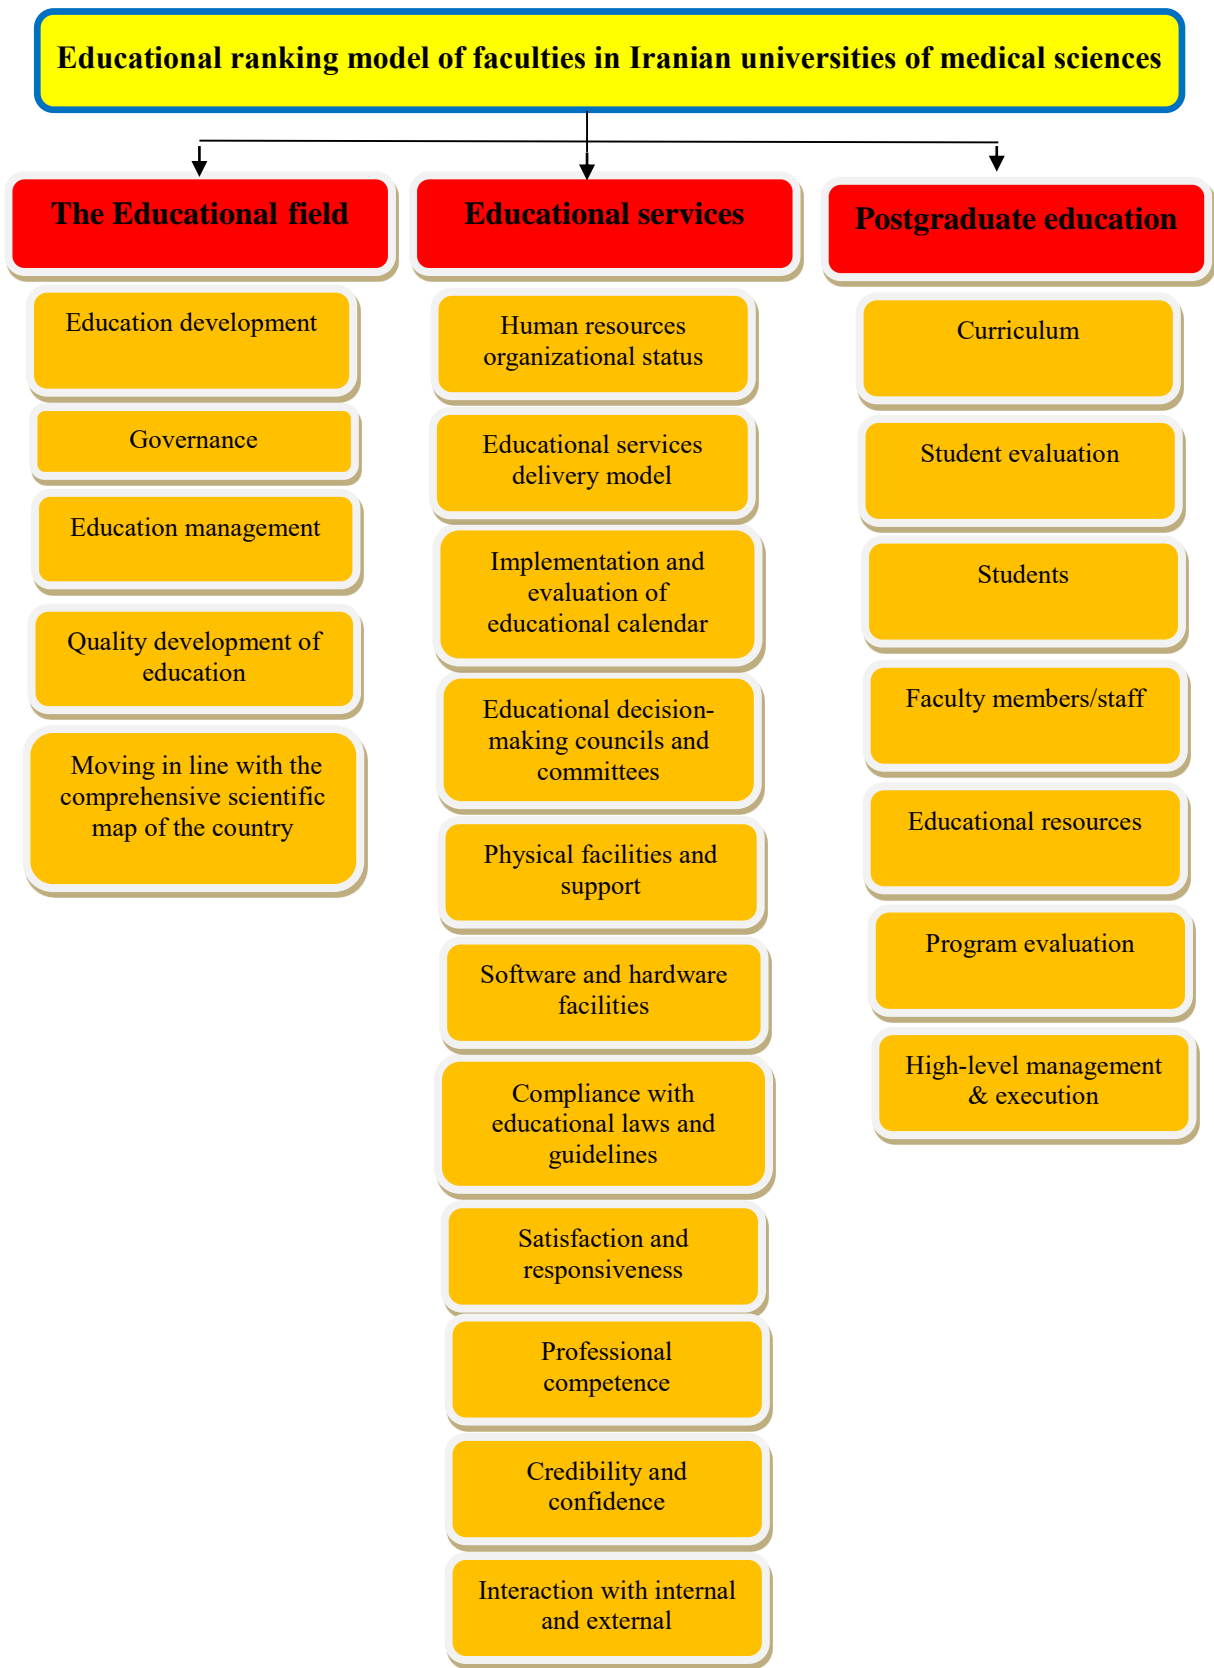 Educational ranking model of faculties in Iranian universities of medical sciences
The Educational field
Education development
Governance
Education management
Quality development of
education
Moving in line with the
comprehensive scientific
map of the country
Educational services
Human resources
organizational status
Educational services
delivery model
Implementation and
evaluation of
educational calendar
Educational decision-
making councils and
committees
Physical facilities and
support
Software and hardware
facilities
Compliance with
educational laws and
guidelines
Satisfaction and
responsiveness
Professional
competence
Credibility and
confidence
Interaction with internal
and external
Postgraduate education
Curriculum
Student evaluation
Students
Faculty members/staff
Educational resources
Program evaluation
High-level management
& execution